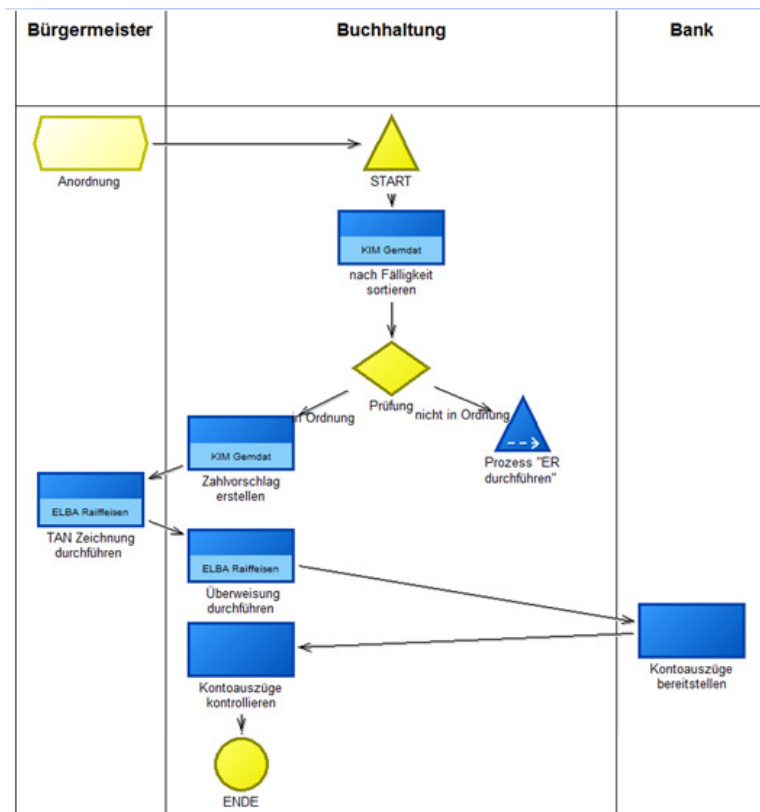 Bürgermeister
Buchhaltung
Bank
Anordnung
START
KIM Gemdat
nach Fälligkeit
sortieren
Prüfung
in Ordnung
nicht in Ordnung
KIM Gemdat
Zahlvorschlag
erstellen
Prozess "ER
durchführen"
ELBA Raiffeisen
TAN Zeichnung
durchführen
ELBA Raiffeisen
Überweisung
durchführen
Kontoauszüge
bereitstellen
Kontoauszüge
kontrollieren
ENDE